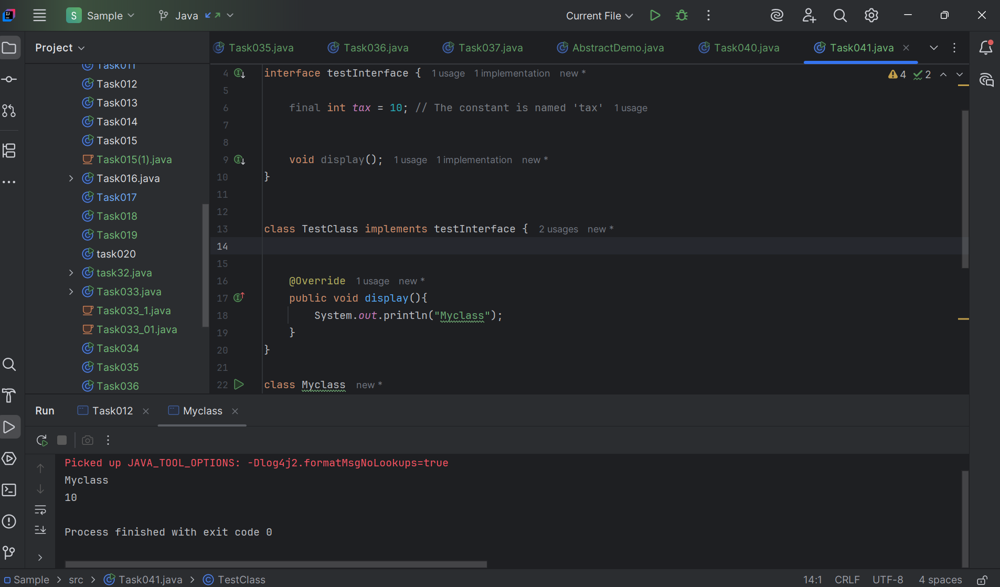 S Sample Java Current File
Project
Task035.java Task036.java Task037.java AbstractDemo.java Task040.java Task041.java
Task011
Task012
Task013
Task014
Task015
Task015(1).java
Task016.java
Task017
Task018
Task019
task020
task32.java
Task033.java
Task033_1.java
Task033_01.java
Task034
Task035
Task036
4 interface testInterface { 1 usage 1 implementation new *
4 2
5
6 final int tax = 10; // The constant is named 'tax' 1 usage
7
8
9 void display(); 1 usage 1 implementation new *
10 }
11
12
13 class TestClass implements testInterface { 2 usages new *
14
15
16 @Override 1 usage new *
17 public void display(){
18 System.out.println("Myclass");
19 }
20 }
21
22 class Myclass new *
Run Task012 Myclass
Picked up JAVA_TOOL_OPTIONS: -Dlog4j2.formatMsgNoLookups=true
Myclass
10
Process finished with exit code 0
Sample > src > Task041.java > TestClass 14:1 CRLF UTF-8 4 spaces